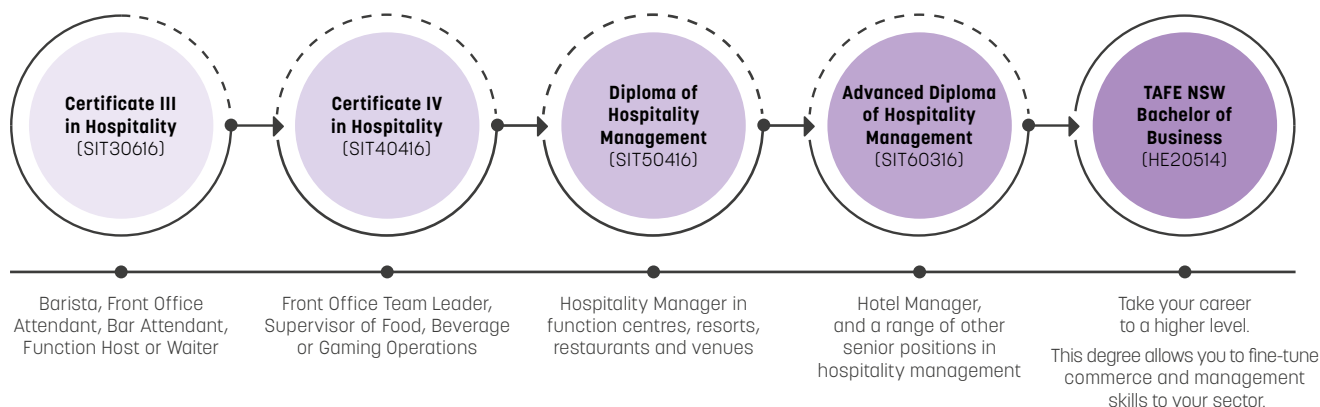 Certificate III
in Hospitality
(SIT30616)
Certificate IV
in Hospitality
(SIT40416)
Diploma of
Hospitality
Management
(SIT50416)
Advanced Diploma
of Hospitality
Management
(SIT60316)
TAFE NSW
Bachelor of
Business
(HE20514)
Barista, Front Office
Attendant, Bar Attendant,
Function Host or Waiter
Front Office Team Leader,
Supervisor of Food, Beverage
or Gaming Operations
Hospitality Manager in
function centres, resorts,
restaurants and venues
Hotel Manager,
and a range of other
senior positions in
hospitality management
Take your career
to a higher level.
This degree allows you to fine-tune
commerce and management
skills to your sector.